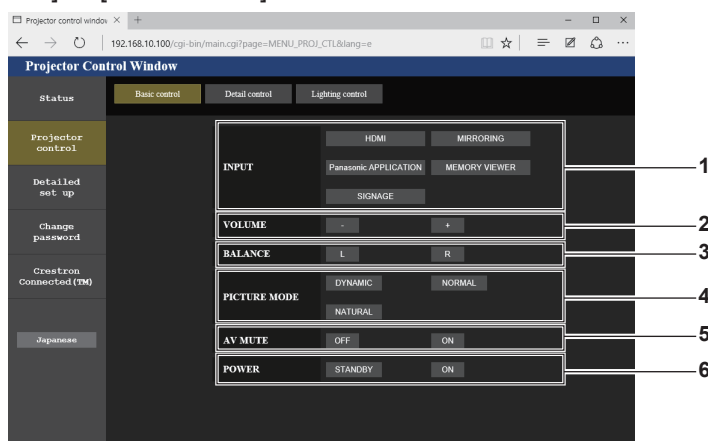 Projector control window
192.168.10.100/cgi-bin/main.cgi?page=MENU_PROJ_CTL&lang=e
Projector Control Window
Status
Basic control Detail control Lighting control
Projector
control
Detailed
set up
Change
password
Crestron
Connected(TM)
Japanese
INPUT
HDMI MIRRORING
Panasonic APPLICATION MEMORY VIEWER
SIGNAGE
1
VOLUME - + 2
BALANCE L R 3
PICTURE MODE
DYNAMIC NORMAL
NATURAL
4
AV MUTE OFF ON 5
POWER STANDBY ON 6